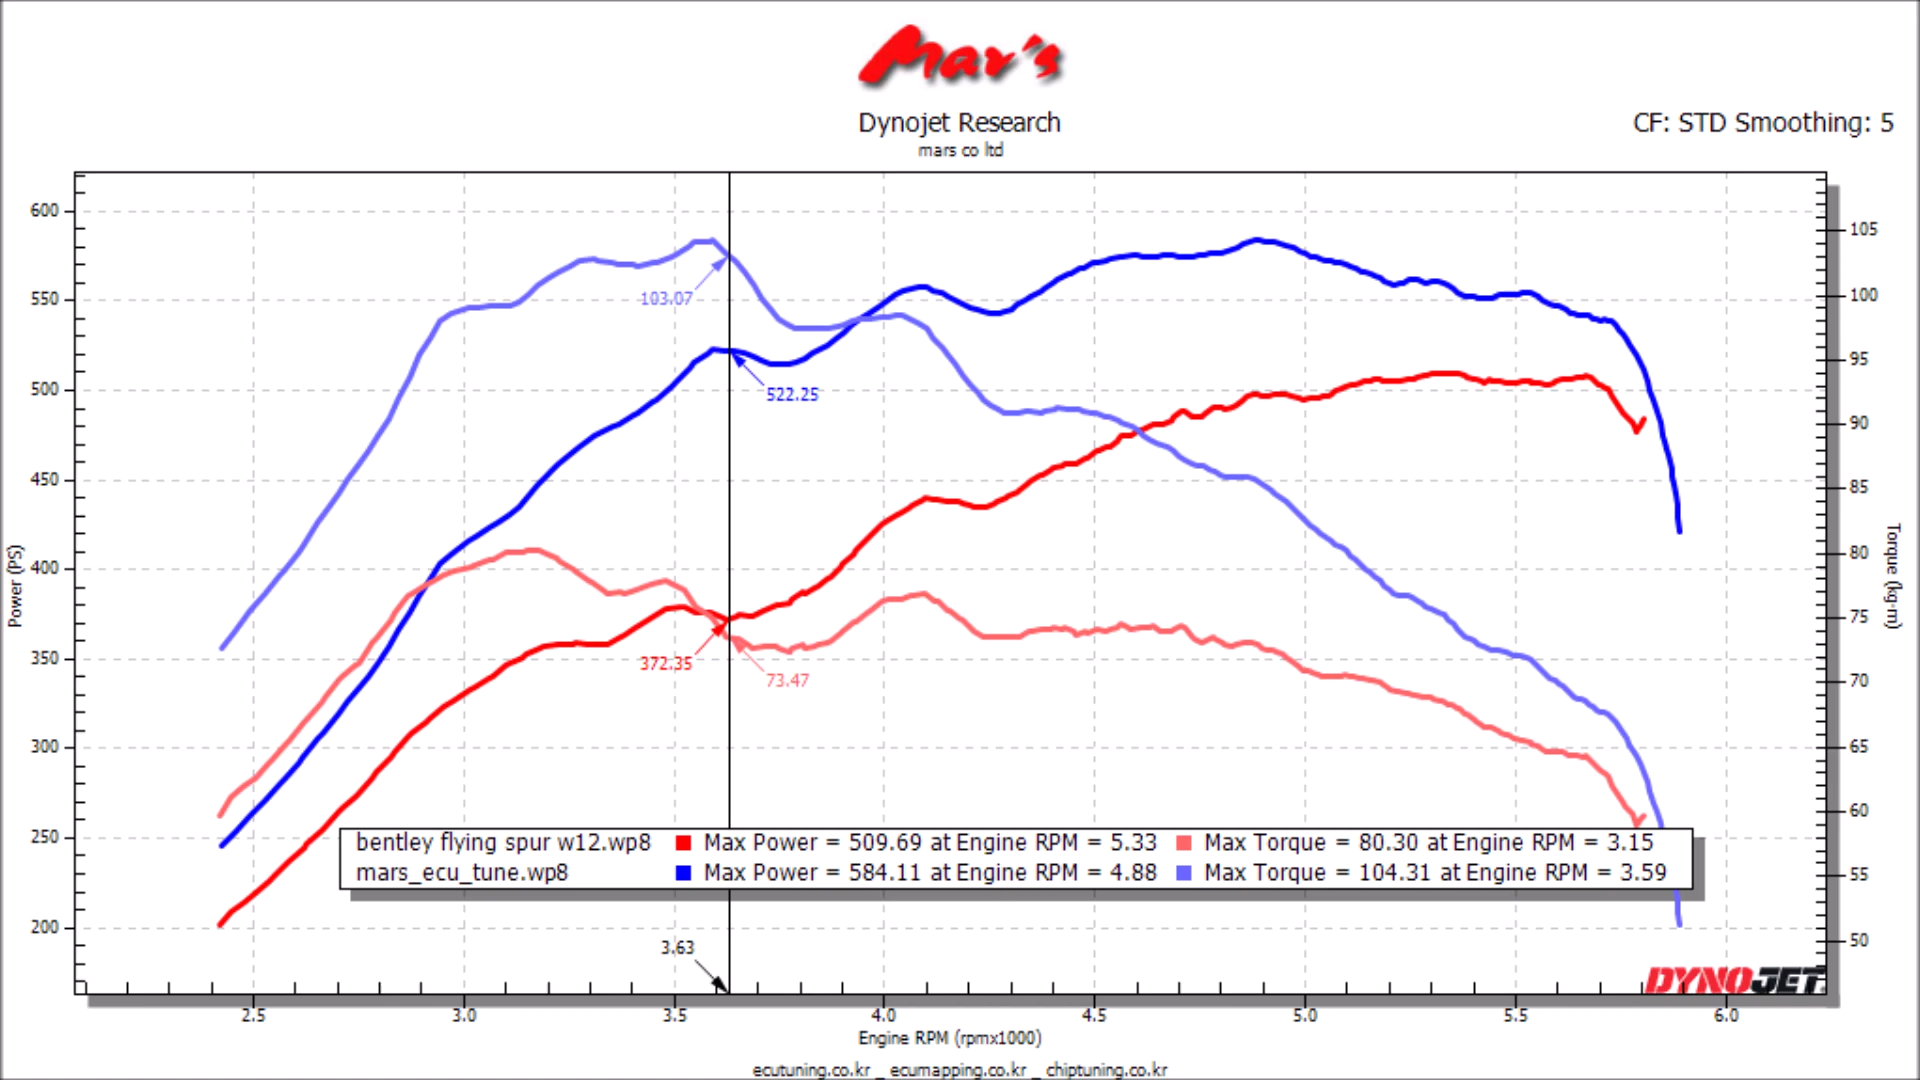 Mar's
Dynojet Research
CF: STD Smoothing: 5
mars co ltd
600
550
500
450
400
350
300
250
200
Power (PS)
105
100
95
90
85
80
75
70
65
60
55
50
Torque (kg-m)
103.07
522.25
372.35
73.47
bentley flying spur w12.wp8 Max Power = 509.69 at Engine RPM = 5.33 Max Torque = 80.30 at Engine RPM = 3.15
mars_ecu_tune.wp8 Max Power = 584.11 at Engine RPM = 4.88 Max Torque = 104.31 at Engine RPM = 3.59
3.63
DYNOJET
2.5 3.0 3.5 4.0 4.5 5.0 5.5 6.0
Engine RPM (rpmx1000)
ecutuning.co.kr _ ecumapping.co.kr _ chiptuning.co.kr